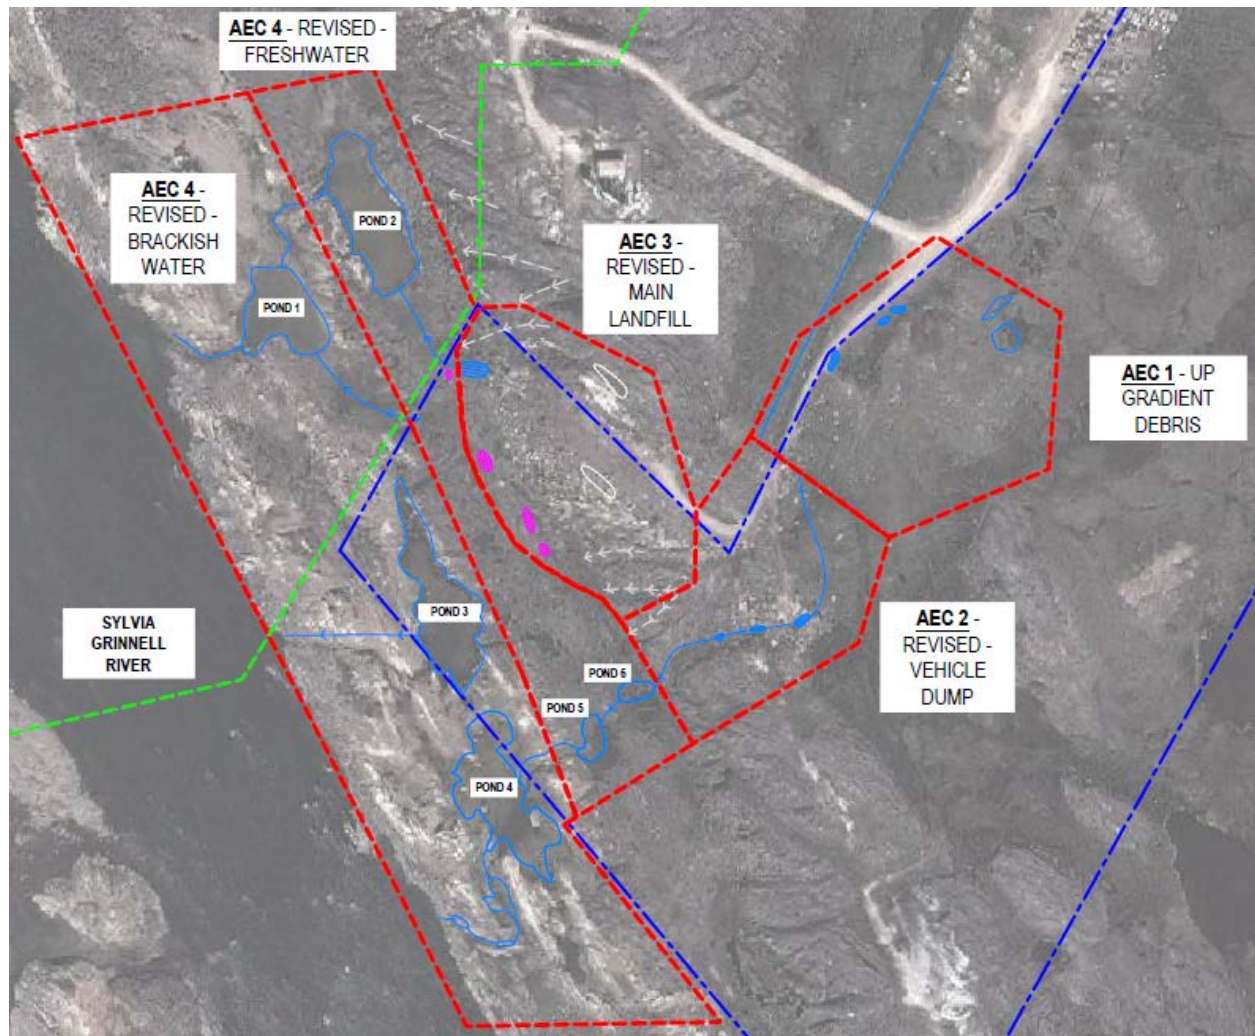 AEC 4 - REVISED -
FRESHWATER
AEC 4 -
REVISED -
BRACKISH
WATER
POND 2
POND 1
AEC 3 -
REVISED -
MAIN
LANDFILL
AEC 1 - UP
GRADIENT
DEBRIS
SYLVIA
GRINNELL
RIVER
POND 3
AEC 2 -
REVISED -
VEHICLE
DUMP
POND 6
POND 5
POND 4